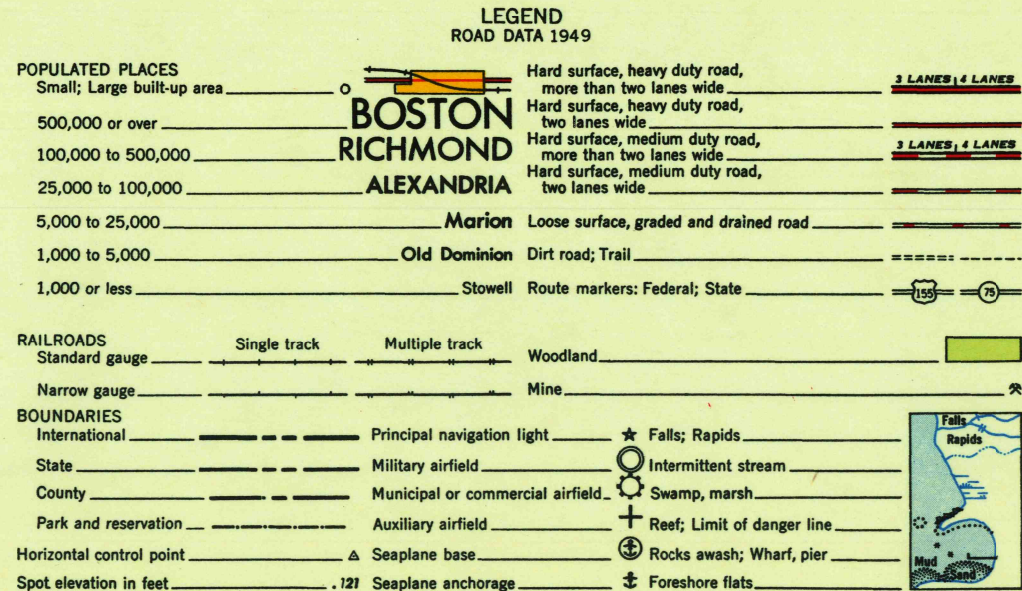 LEGEND
ROAD DATA 1949
POPULATED PLACES
Small; Large built-up area
500,000 or over BOSTON
100,000 to 500,000 RICHMOND
25,000 to 100,000 ALEXANDRIA
5,000 to 25,000 Marion
1,000 to 5,000 Old Dominion
1,000 or less Stowell
Hard surface, heavy duty road,
more than two lanes wide 3 LANES 4 LANES
Hard surface, heavy duty road,
two lanes wide
Hard surface, medium duty road,
more than two lanes wide 3 LANES 4 LANES
Hard surface, medium duty road,
two lanes wide
Loose surface, graded and drained road
Dirt road; Trail
Route markers: Federal; State 155 75
RAILROADS Single track Multiple track
Standard gauge
Narrow gauge
Woodland
Mine
BOUNDARIES
International
State
County
Park and reservation
Horizontal control point
Spot elevation in feet .121
Principal navigation light
Military airfield
Municipal or commercial airfield
Auxiliary airfield
Seaplane base
Seaplane anchorage
Falls; Rapids
Intermittent stream
Swamp, marsh
Reef; Limit of danger line
Rocks awash; Wharf, pier
Foreshore flats
Falls
Rapids
Mud
Sand